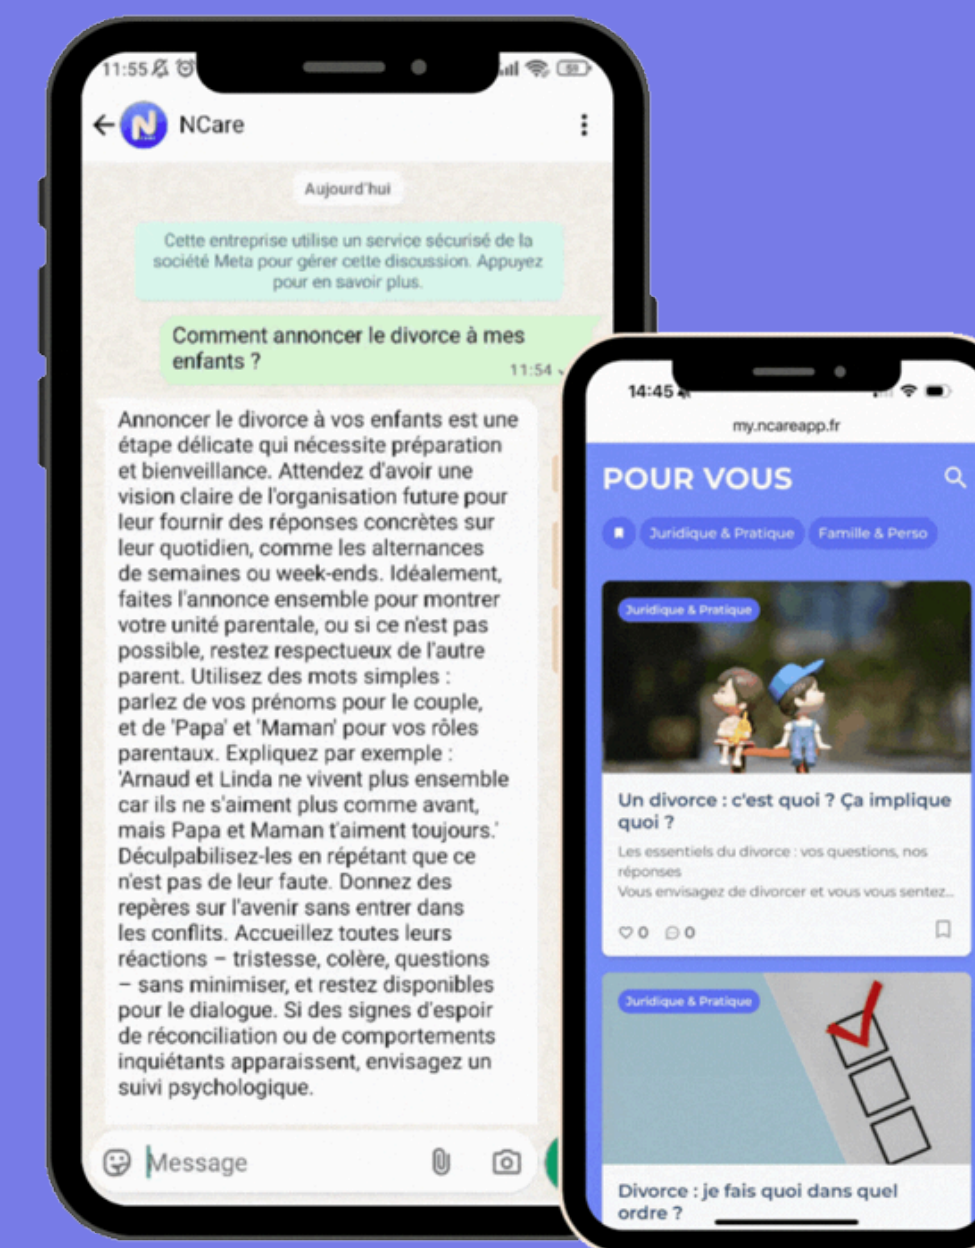 11:55
59
N
NCare
Aujourd'hui
Cette entreprise utilise un service sécurisé de la
société Meta pour gérer cette discussion. Appuyez
pour en savoir plus.
Comment annoncer le divorce à mes
enfants ?
11:54
Annoncer le divorce à vos enfants est une
étape délicate qui nécessite préparation
et bienveillance. Attendez d'avoir une
vision claire de l'organisation future pour
leur fournir des réponses concrètes sur
leur quotidien, comme les alternances
de semaines ou week-ends. Idéalement,
faites l'annonce ensemble pour montrer
votre unité parentale, ou si ce n'est pas
possible, restez respectueux de l'autre
parent. Utilisez des mots simples :
parlez de vos prénoms pour le couple,
et de 'Papa' et 'Maman' pour vos rôles
parentaux. Expliquez par exemple :
'Arnaud et Linda ne vivent plus ensemble
car ils ne s'aiment plus comme avant,
mais Papa et Maman t'aiment toujours.'
Déculpabilisez-les en répétant que ce
n'est pas de leur faute. Donnez des
repères sur l'avenir sans entrer dans
les conflits. Accueillez toutes leurs
réactions – tristesse, colère, questions
– sans minimiser, et restez disponibles
pour le dialogue. Si des signes d'espoir
de réconciliation ou de comportements
inquiétants apparaissent, envisagez un
suivi psychologique.
Message
14:45
my.ncareapp.fr
POUR VOUS
Juridique & Pratique
Famille & Perso
Juridique & Pratique
Un divorce : c'est quoi ? Ça implique
quoi ?
Les essentiels du divorce : vos questions, nos
réponses
Vous envisagez de divorcer et vous vous sentez...
0
0
Juridique & Pratique
Divorce : je fais quoi dans quel
ordre ?